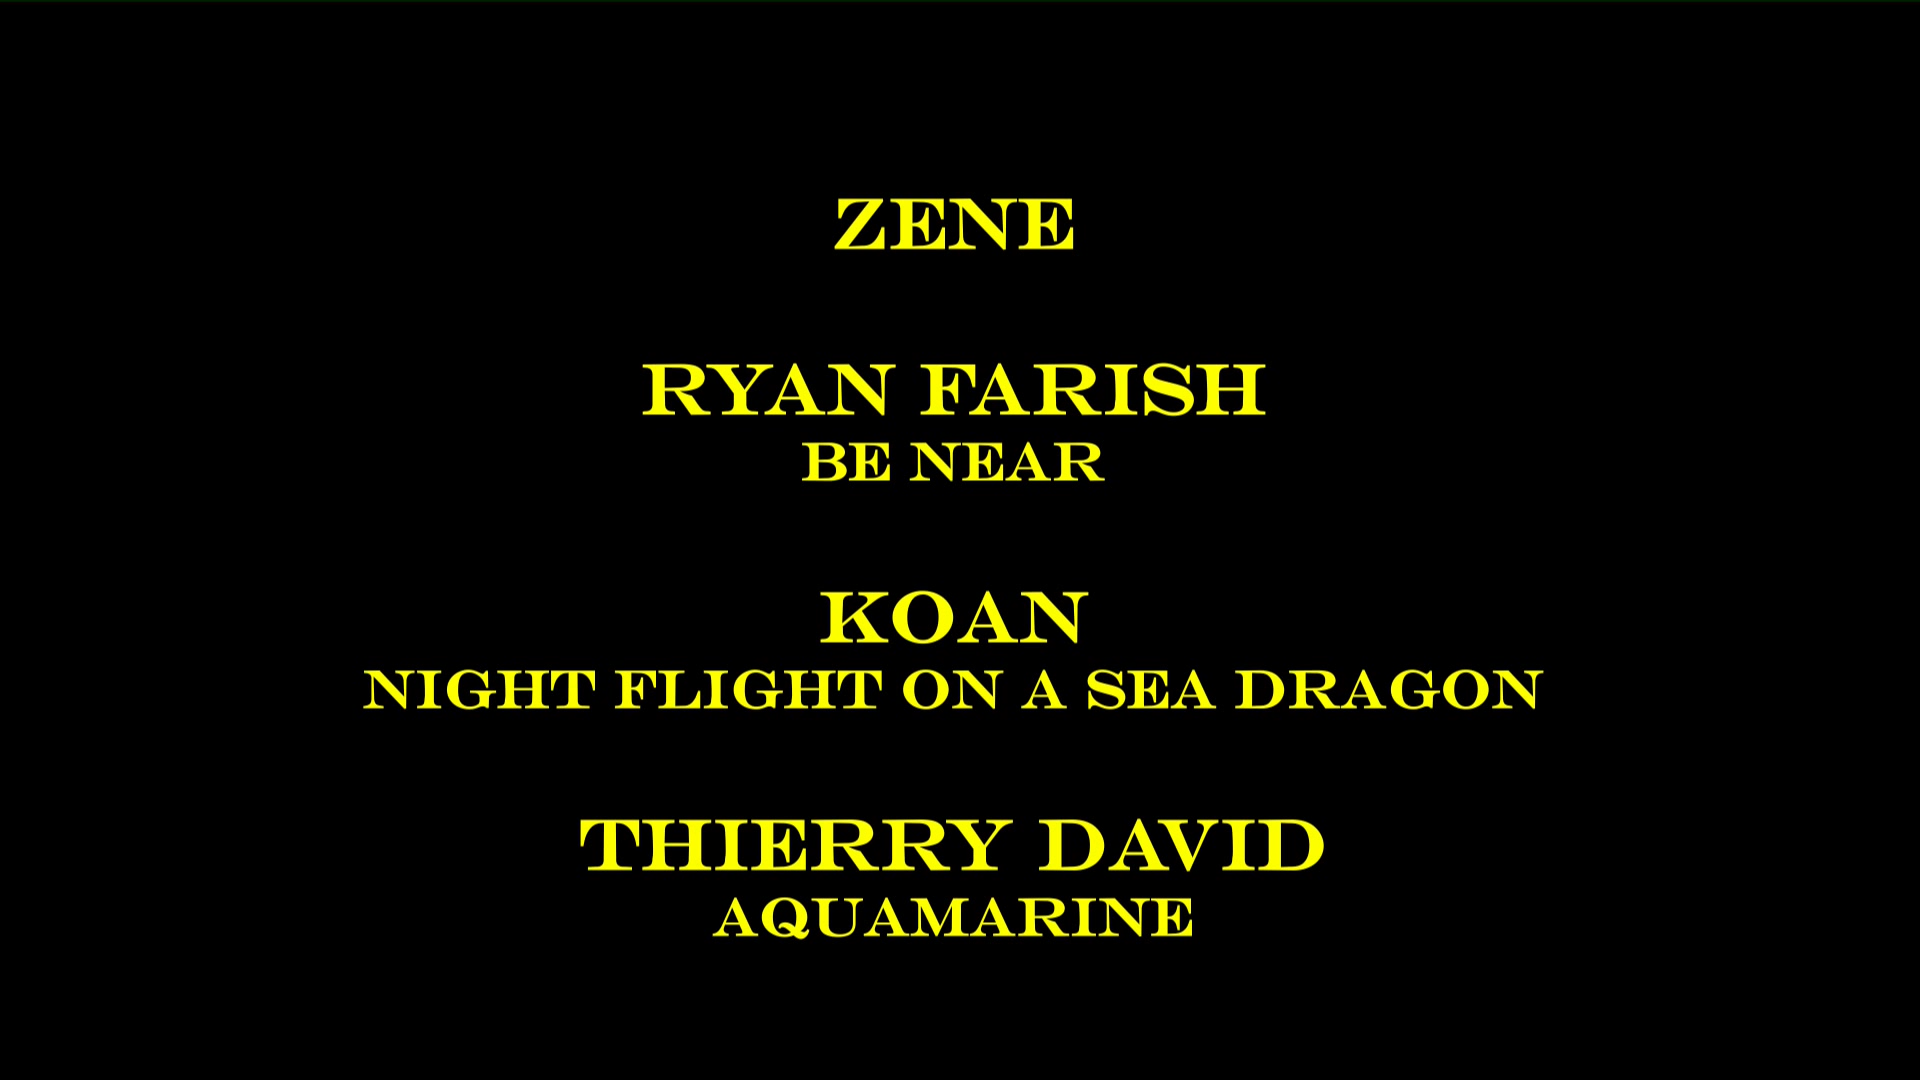 ZENE
RYAN FARISH
BE NEAR
KOAN
NIGHT FLIGHT ON A SEA DRAGON
THIERRY DAVID
AQUAMARINE